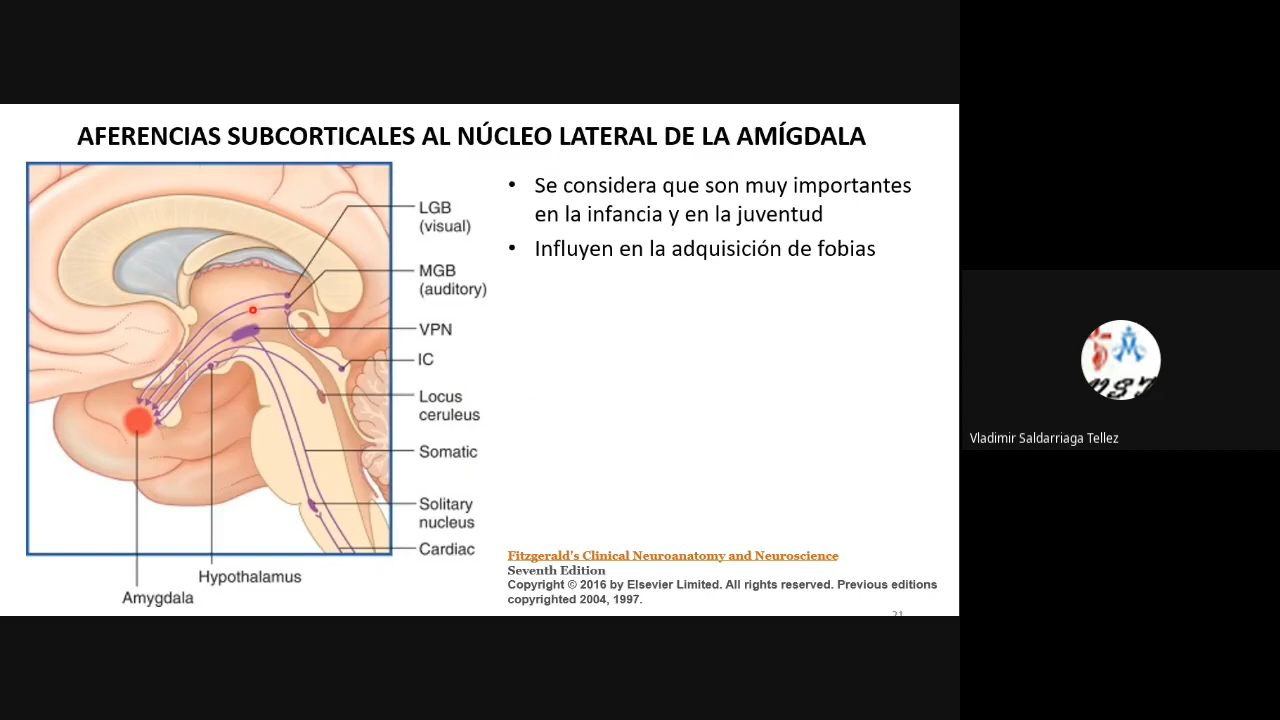 AFERENCIAS SUBCORTICALES AL NÚCLEO LATERAL DE LA AMÍGDALA
LGB
(visual)
MGB
(auditory)
VPN
IC
Locus
ceruleus
Somatic
Solitary
nucleus
Cardiac
Hypothalamus
Amygdala
• Se considera que son muy importantes
en la infancia y en la juventud
• Influyen en la adquisición de fobias
Fitzgerald's Clinical Neuroanatomy and Neuroscience
Seventh Edition
Copyright © 2016 by Elsevier Limited. All rights reserved. Previous editions
copyrighted 2004, 1997.
21
Vladimir Saldarriaga Tellez